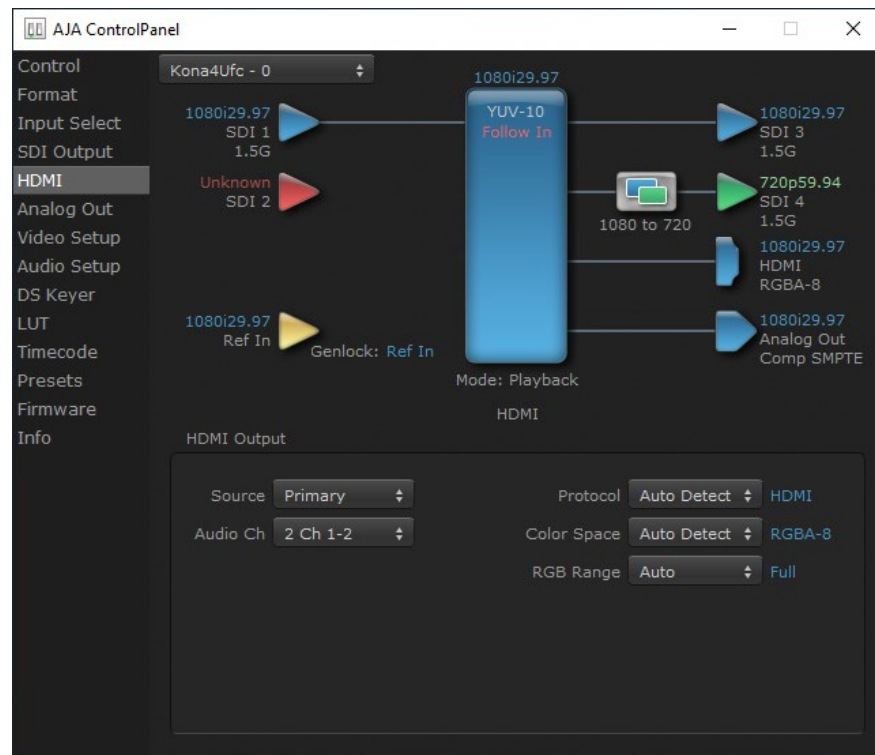 AJA ControlPanel
Control
Format
Input Select
SDI Output
HDMI
Analog Out
Video Setup
Audio Setup
DS Keyer
LUT
Timecode
Presets
Firmware
Info
Kona4Ufc - 0
1080i29.97
YUV-10
Follow In
1080i29.97
SDI 1
1.5G
Unknown
SDI 2
1080i29.97
Ref In
Genlock: Ref In
Mode: Playback
1080i29.97
SDI 3
1.5G
1080 to 720
720p59.94
SDI 4
1.5G
1080i29.97
HDMI
RGBA-8
1080i29.97
Analog Out
Comp SMPTE
HDMI
HDMI Output
Source Primary
Audio Ch 2 Ch 1-2
Protocol Auto Detect HDMI
Color Space Auto Detect RGBA-8
RGB Range Auto Full